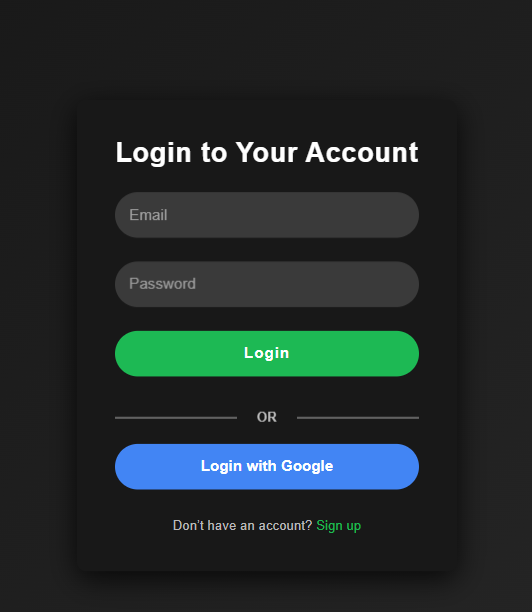 Login to Your Account
Email
Password
Login
OR
Login with Google
Don't have an account? Sign up